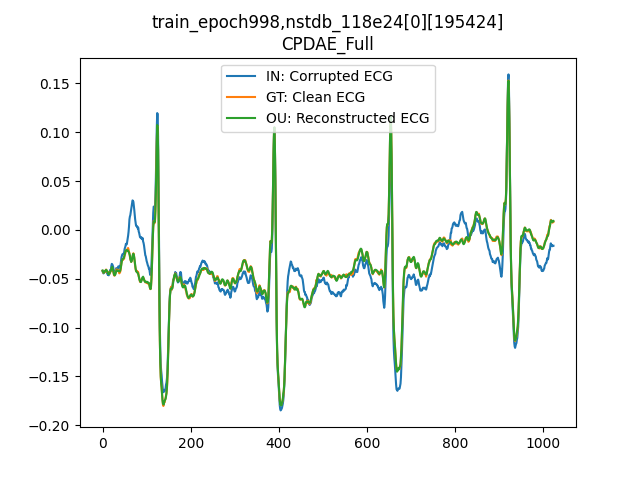 train_epoch998,nstdb_118e24[0][195424]
CPDAE_Full
IN: Corrupted ECG
GT: Clean ECG
OU: Reconstructed ECG
0.15
0.10
0.05
0.00
−0.05
−0.10
−0.15
−0.20
0 200 400 600 800 1000